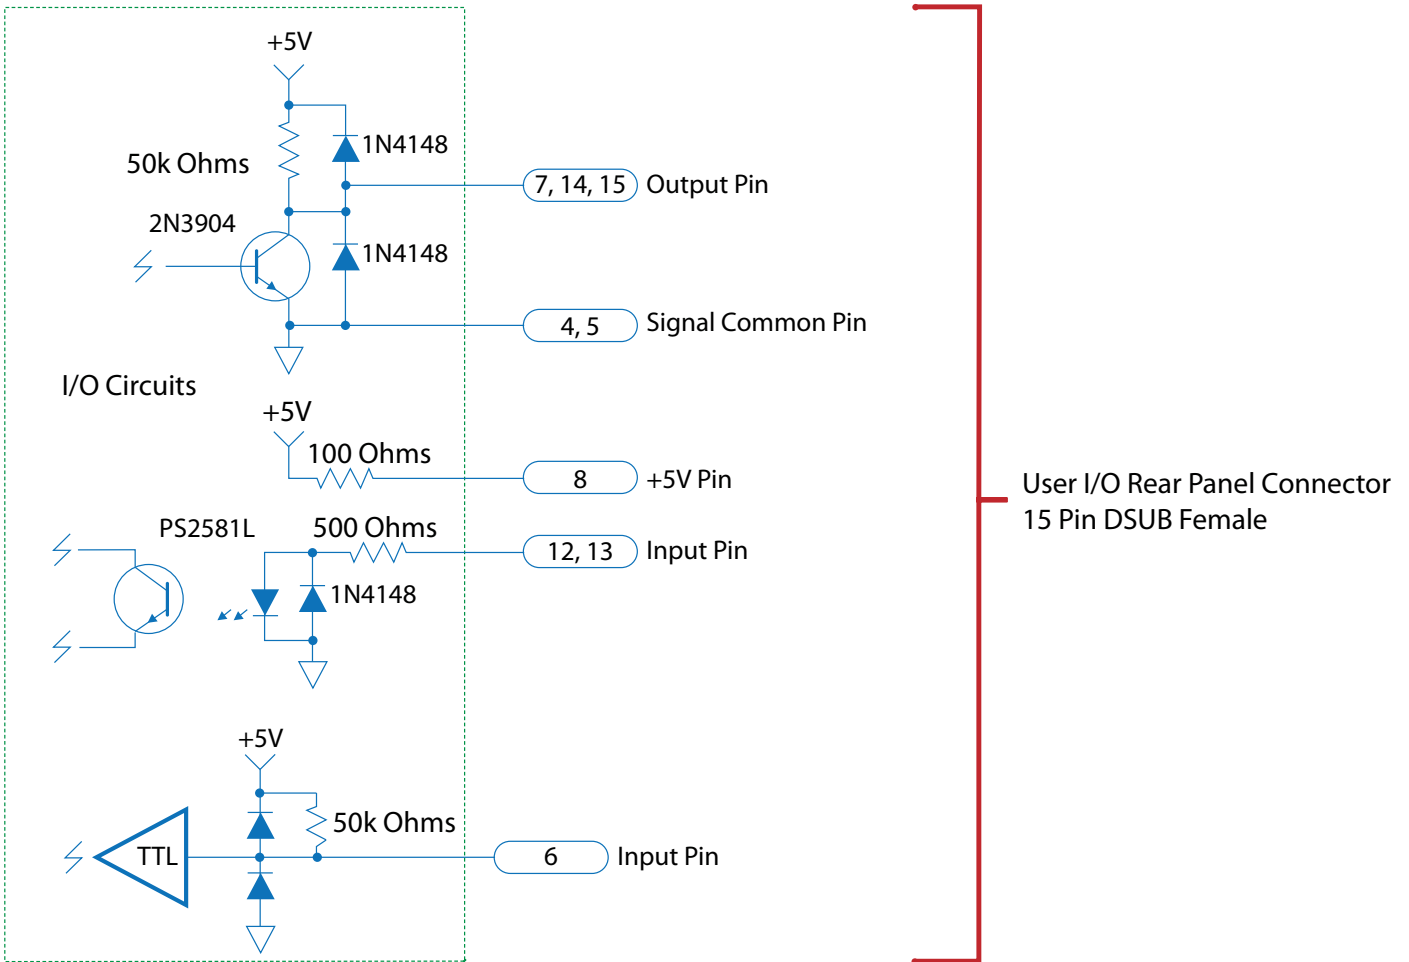 +5V
1N4148
50k Ohms
7, 14, 15 Output Pin
2N3904
1N4148
4, 5 Signal Common Pin
I/O Circuits
+5V
100 Ohms
8 +5V Pin
User I/O Rear Panel Connector
15 Pin DSUB Female
PS2581L
500 Ohms
12, 13 Input Pin
1N4148
+5V
50k Ohms
TTL
6 Input Pin